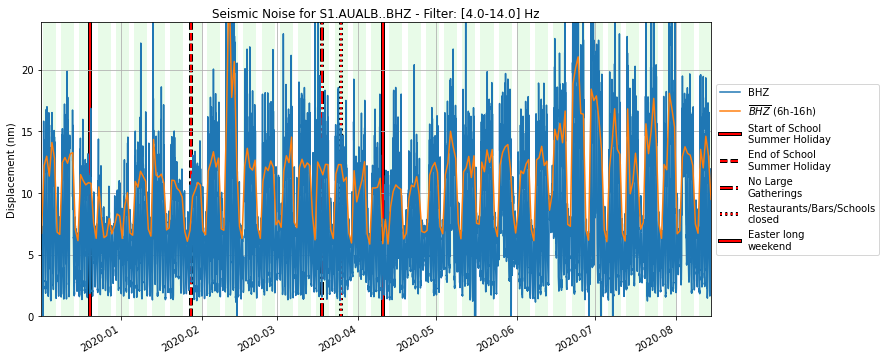 Seismic Noise for S1.AUALB..BHZ - Filter: [4.0-14.0] Hz
Displacement (nm)
20
15
10
5
0
2020-01
2020-02
2020-03
2020-04
2020-05
2020-06
2020-07
2020-08
BHZ
BHZ (6h-16h)
Start of School
Summer Holiday
End of School
Summer Holiday
No Large
Gatherings
Restaurants/Bars/Schools
closed
Easter long
weekend